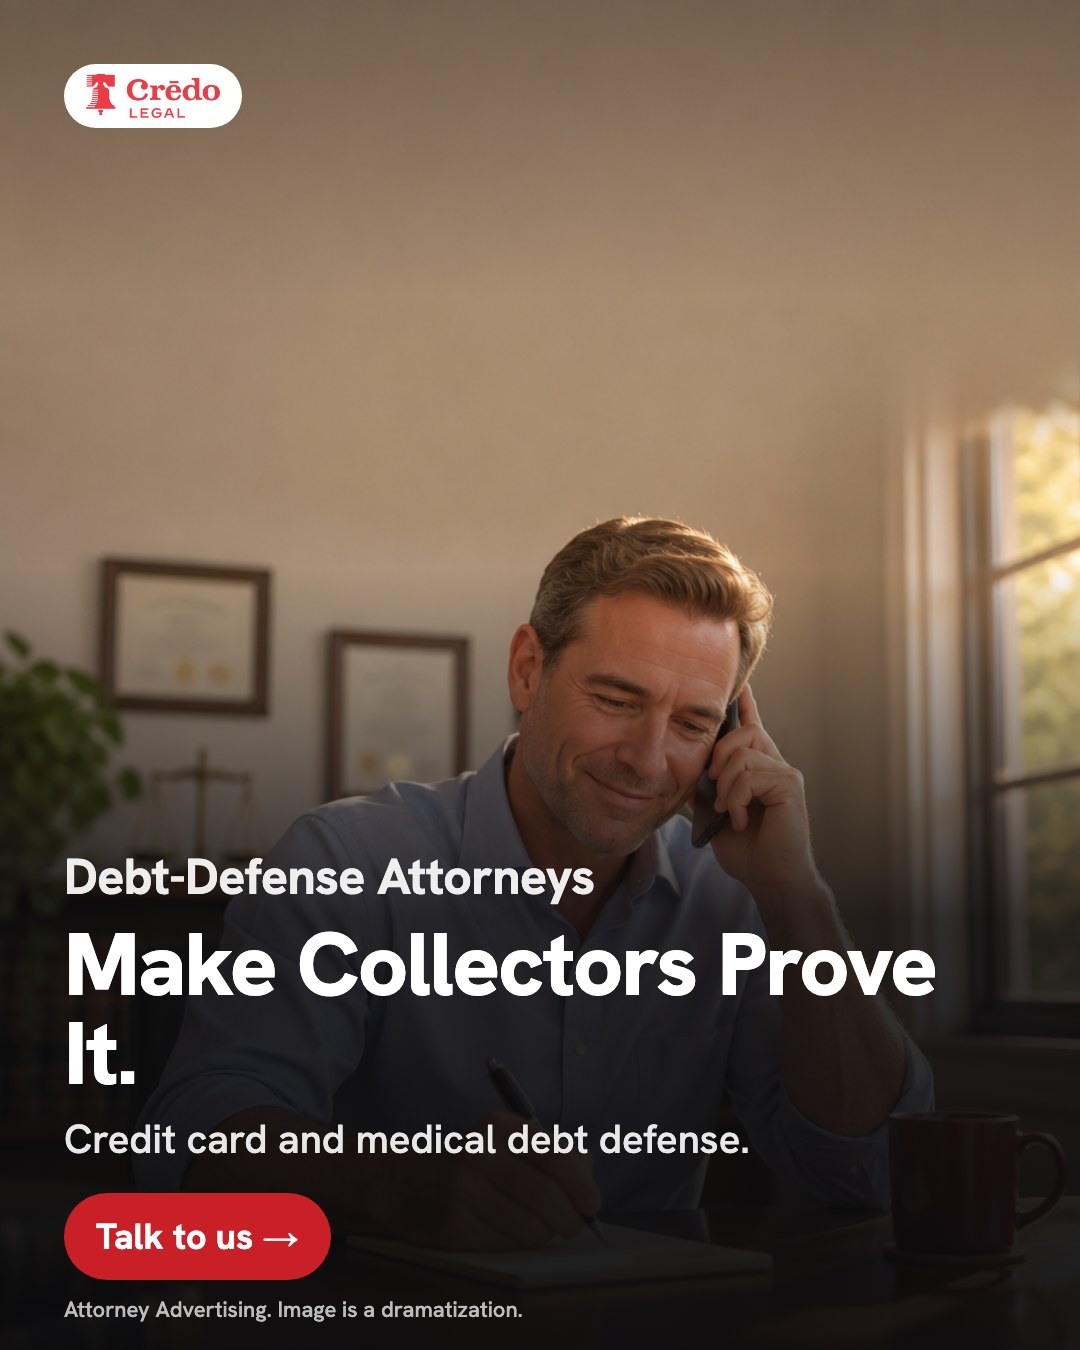 Crēdo
LEGAL
Debt-Defense Attorneys
Make Collectors Prove
It.
Credit card and medical debt defense.
Talk to us →
Attorney Advertising. Image is a dramatization.